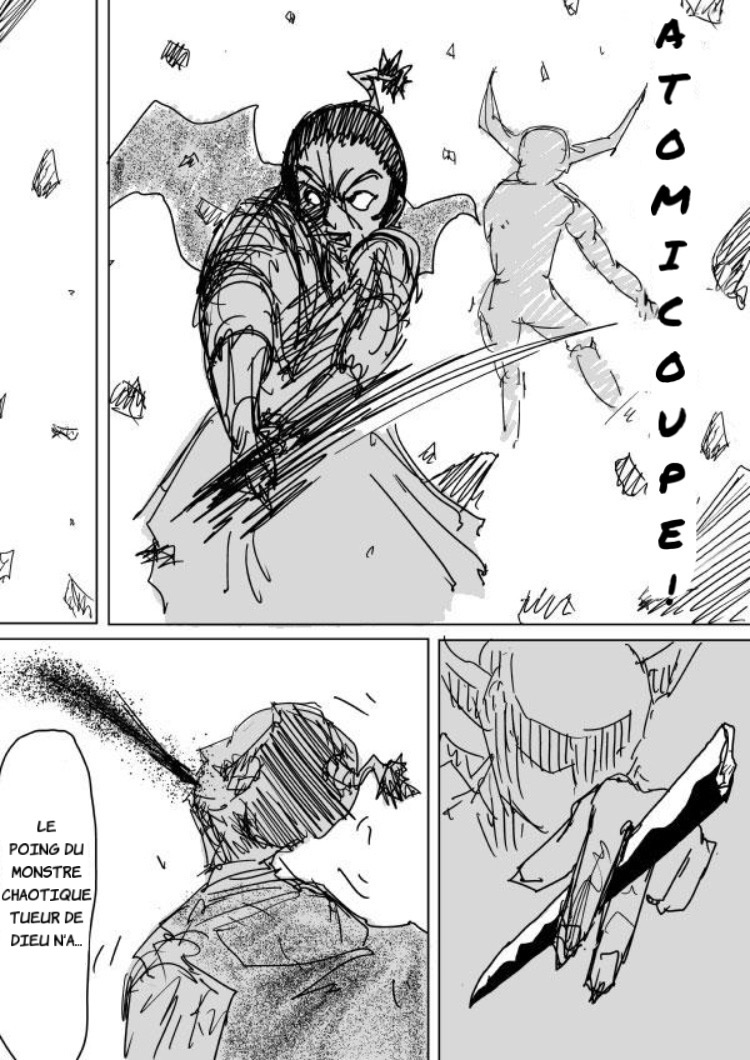 ATOMICOUPE!
LE
POING DU
MONSTRE
CHAOTIQUE
TUEUR DE
DIEU N'A...